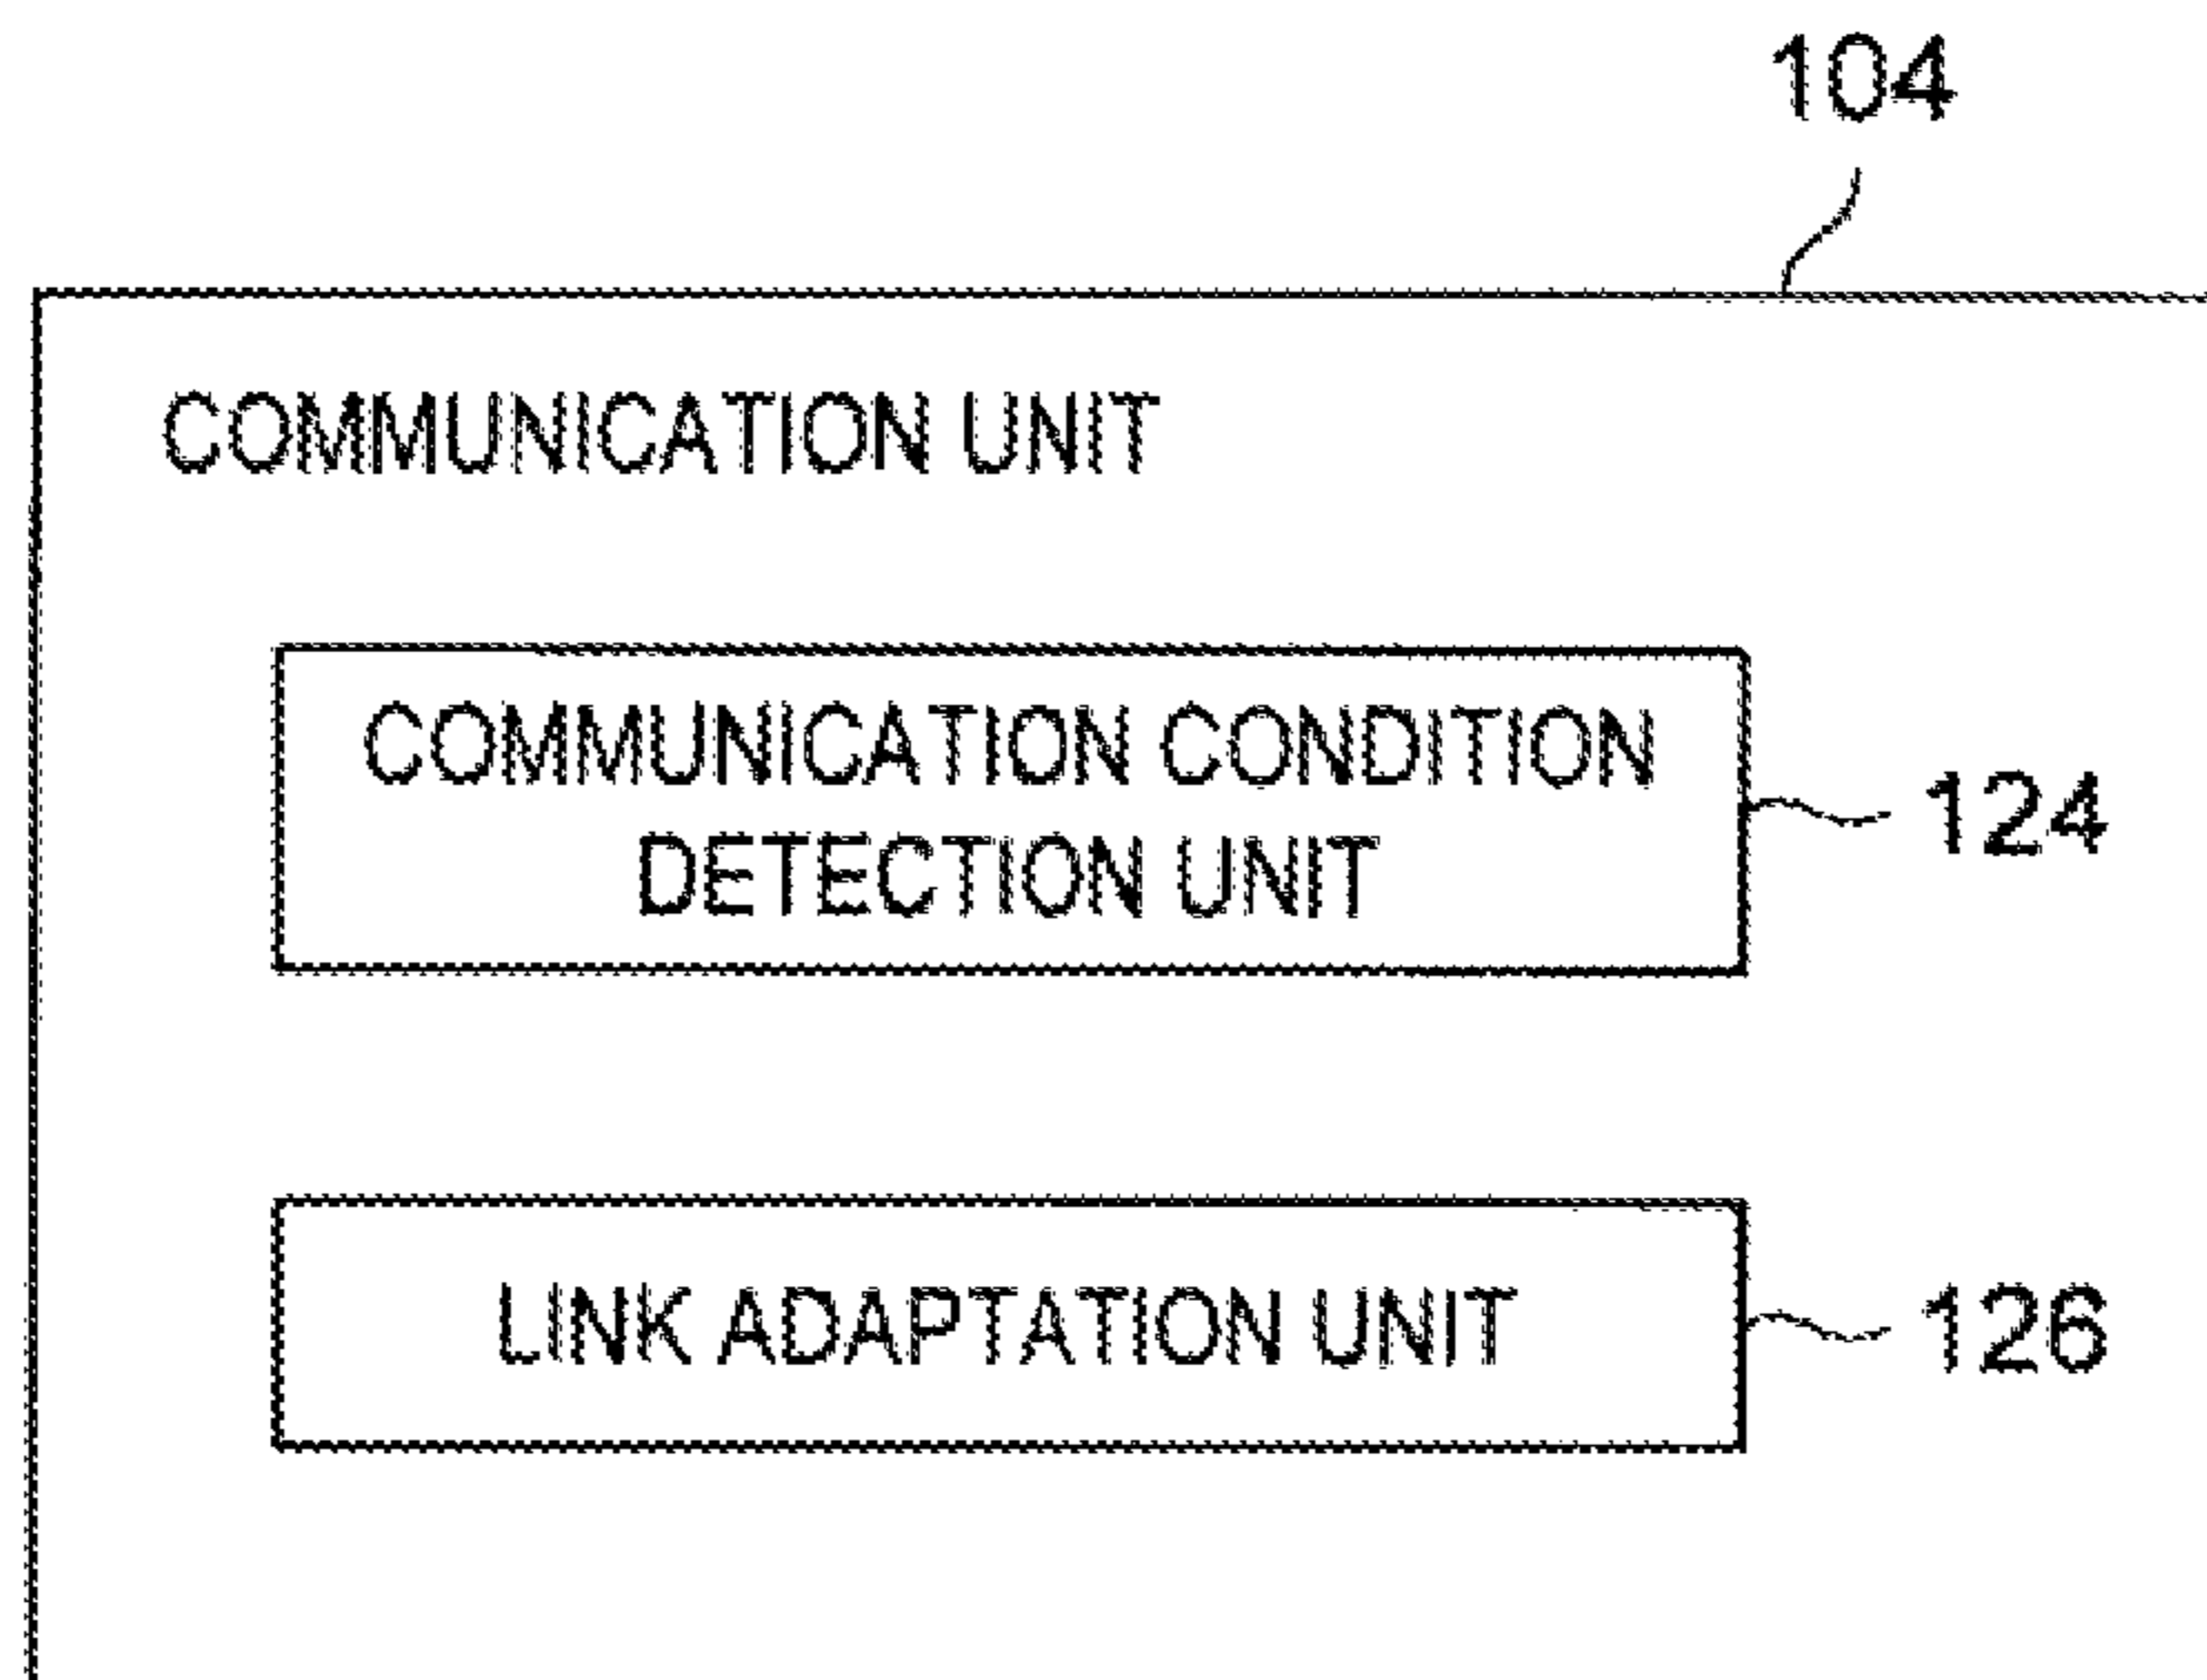 104
COMMUNICATION UNIT
COMMUNICATION CONDITION
DETECTION UNIT
124
LINK ADAPTATION UNIT
126